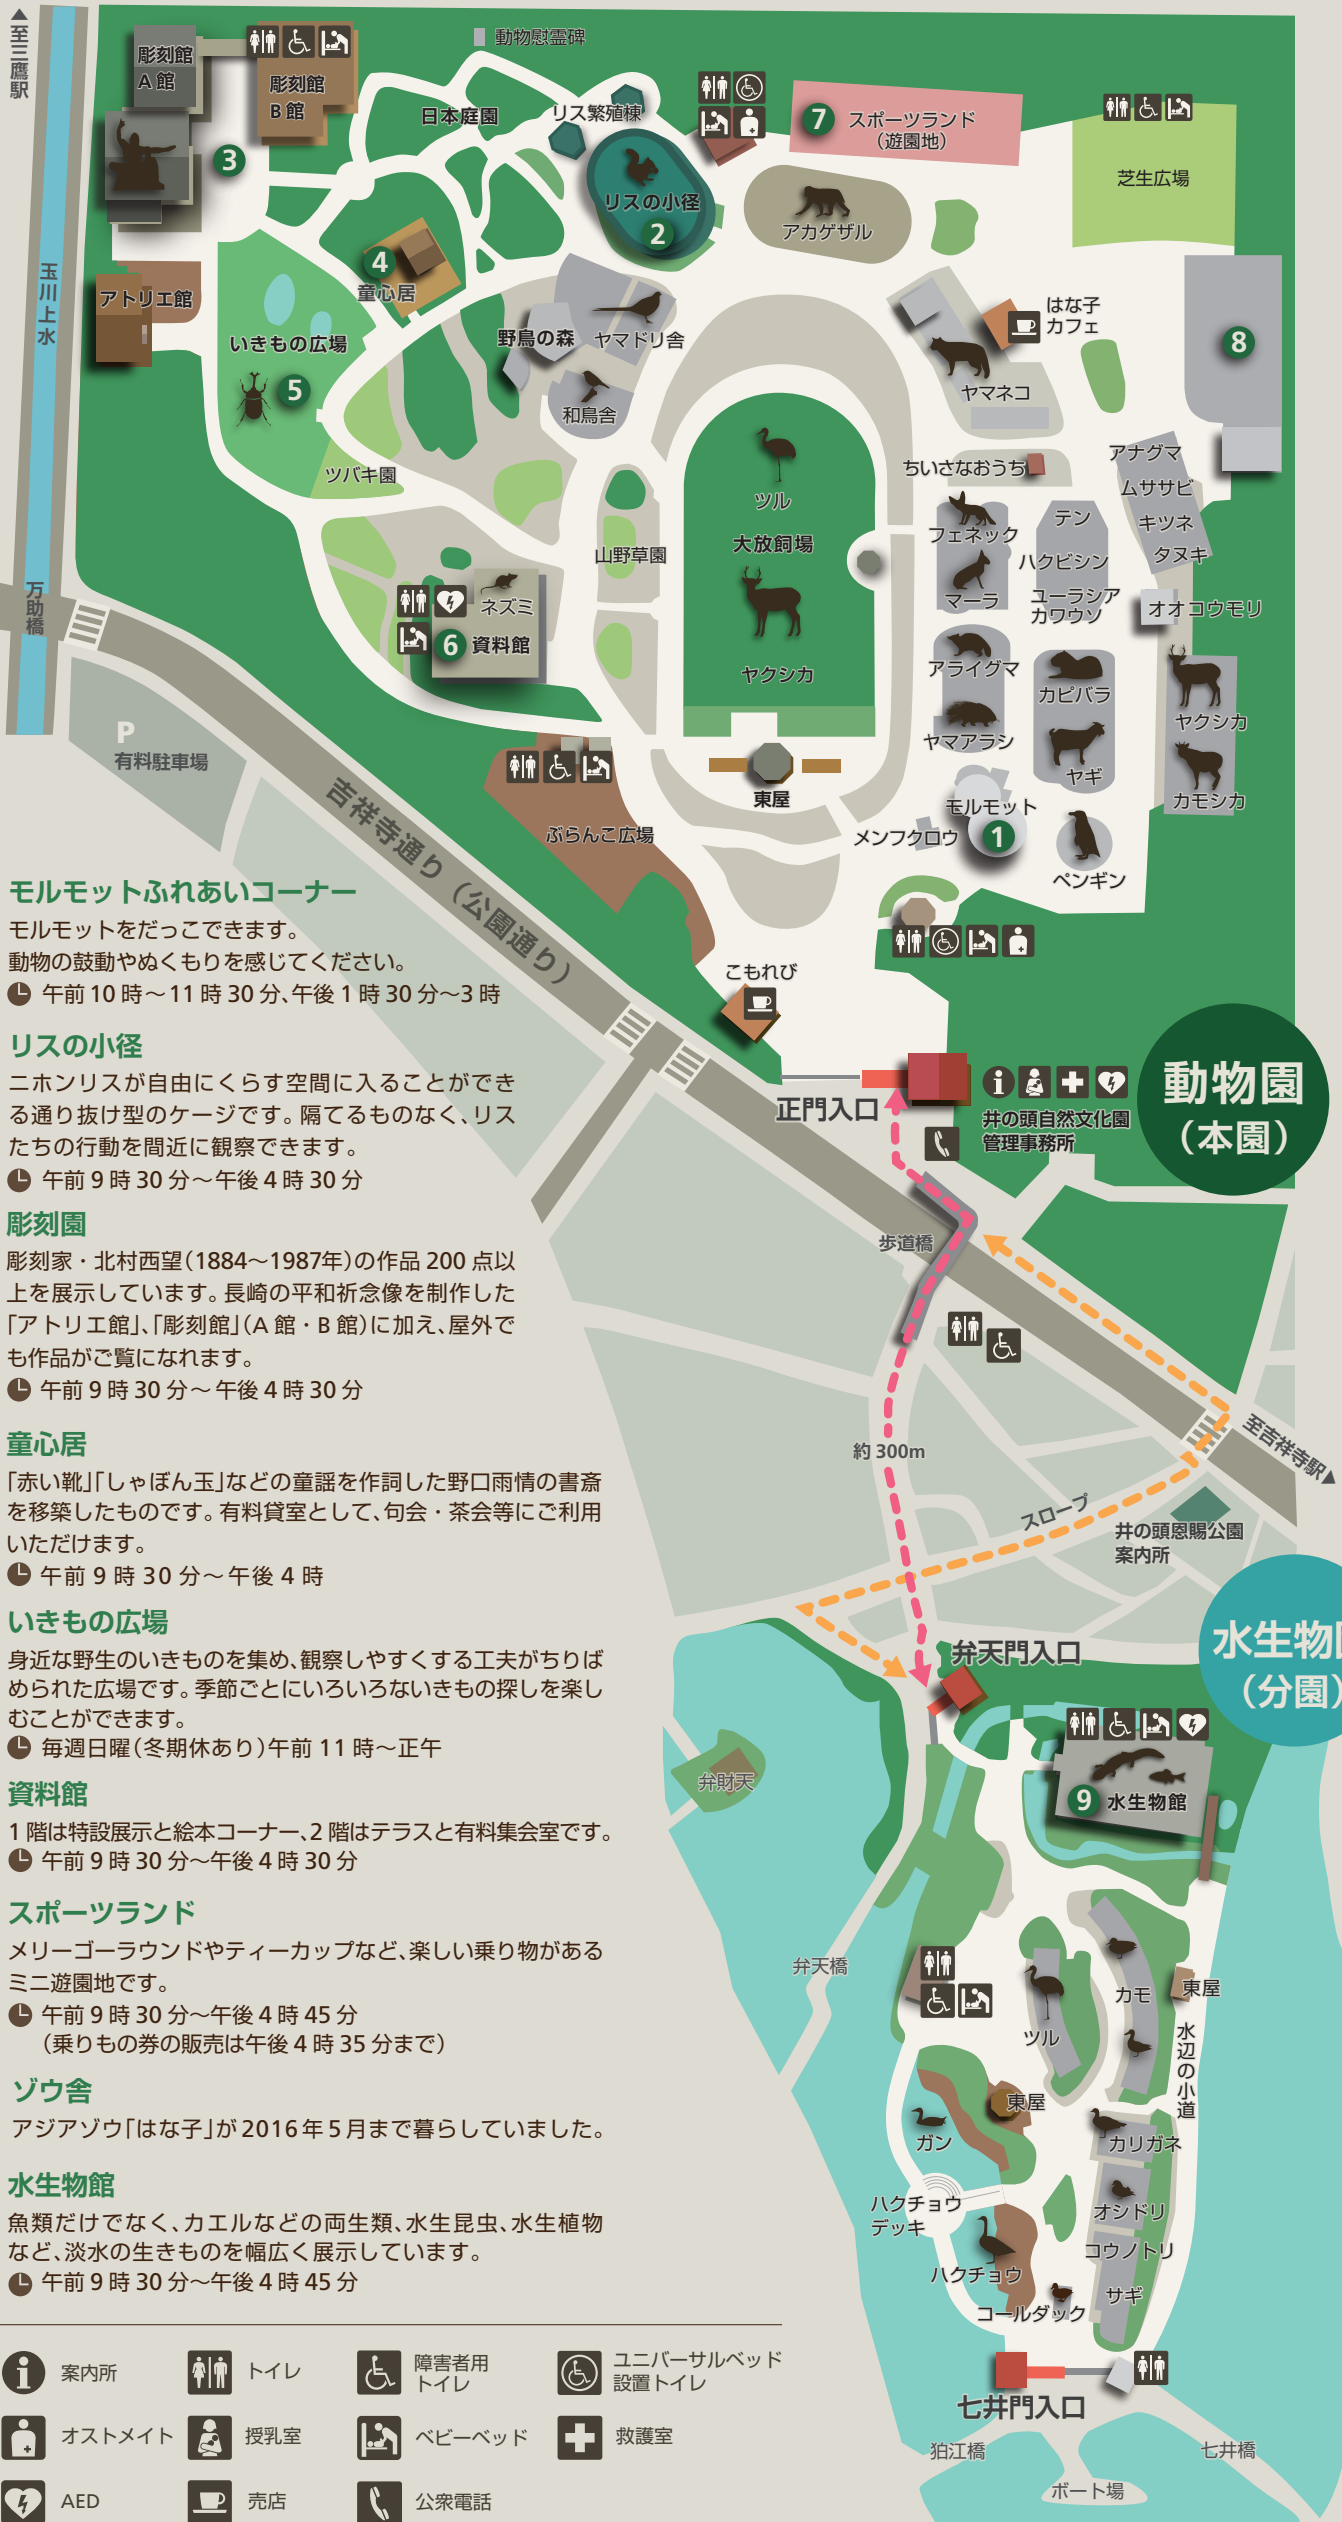 ▲至三鷹駅
彫刻館
A 館
彫刻館
B 館
動物慰霊碑
日本庭園
リス繁殖棟
リスの小径
2
7
スポーツランド
（遊園地）
芝生広場
3
アカゲザル
4
童心居
玉川上水
アトリエ館
いきもの広場
5
野鳥の森
ヤマドリ舎
和鳥舎
はな子
カフェ
ヤマネコ
8
ツバキ園
ツル
大放飼場
ヤクシカ
ちいさなおうち
アナグマ
ムササビ
キツネ
タヌキ
フェネック
マーラ
テン
ハクビシン
ユーラシア
カワウソ
オオコウモリ
山野草園
万助橋
ネズミ
6 資料館
アライグマ
ヤマアラシ
カピバラ
ヤギ
ヤクシカ
カモシカ
P
有料駐車場
東屋
モルモット
メンフクロウ
1
ペンギン
吉祥寺通り（公園通り）
ぶらんこ広場
こもれび
モルモットふれあいコーナー
モルモットをだっこできます。
動物の鼓動やぬくもりを感じてください。
午前 10 時～11 時 30 分、午後 1 時 30 分～3 時
リスの小径
ニホンリスが自由にくらす空間に入ることができ
る通り抜け型のケージです。隔てるものなく、リス
たちの行動を間近に観察できます。
午前 9 時 30 分～午後 4 時 30 分
彫刻園
彫刻家・北村西望（1884～1987年）の作品 200 点以
上を展示しています。長崎の平和祈念像を制作した
「アトリエ館」、「彫刻館」（A 館・B 館）に加え、屋外で
も作品がご覧になれます。
午前 9 時 30 分～午後 4 時 30 分
童心居
「赤い靴」「しゃぼん玉」などの童謡を作詞した野口雨情の書斎
を移築したものです。有料貸室として、句会・茶会等にご利用
いただけます。
午前 9 時 30 分～午後 4 時
いきもの広場
身近な野生のいきものを集め、観察しやすくする工夫がちりば
められた広場です。季節ごとにいろいろないきもの探しを楽し
むことができます。
毎週日曜（冬期休あり）午前 11 時～正午
資料館
1 階は特設展示と絵本コーナー、2 階はテラスと有料集会室です。
午前 9 時 30 分～午後 4 時 30 分
スポーツランド
メリーゴーラウンドやティーカップなど、楽しい乗り物がある
ミニ遊園地です。
午前 9 時 30 分～午後 4 時 45 分
（乗りもの券の販売は午後 4 時 35 分まで）
ゾウ舎
アジアゾウ「はな子」が 2016 年 5 月まで暮らしていました。
水生物館
魚類だけでなく、カエルなどの両生類、水生昆虫、水生植物
など、淡水の生きものを幅広く展示しています。
午前 9 時 30 分～午後 4 時 45 分
動物園
（本園）
正門入口
井の頭自然文化園
管理事務所
歩道橋
約 300m
スロープ
至吉祥寺駅▲
井の頭恩賜公園
案内所
水生物園
（分園）
弁天門入口
弁財天
9 水生物館
弁天橋
ツル
カモ
東屋
水辺の小道
東屋
ガン
カリガネ
ハクチョウ
デッキ
オシドリ
コウノトリ
ハクチョウ
サギ
コールダック
七井門入口
狛江橋
七井橋
ボート場
i 案内所
トイレ
障害者用
トイレ
ユニバーサルベッド
設置トイレ
オストメイト
授乳室
ベビーベッド
救護室
AED
売店
公衆電話